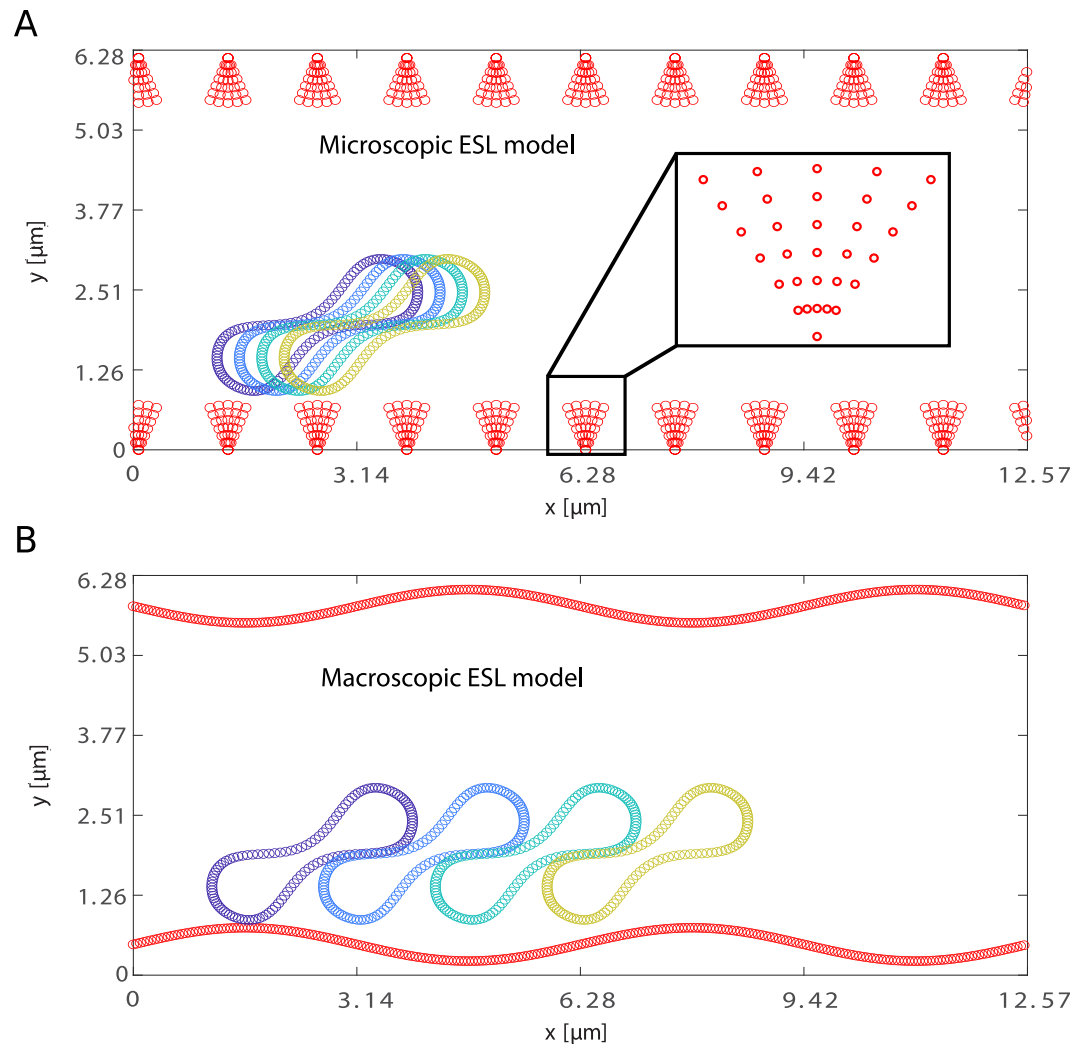 A
6.28
5.03
3.77
2.51
1.26
0
y [µm]
Microscopic ESL model
0 3.14 6.28 9.42 12.57
x [µm]
B
6.28
5.03
3.77
2.51
1.26
0
y [µm]
Macroscopic ESL model
0 3.14 6.28 9.42 12.57
x [µm]